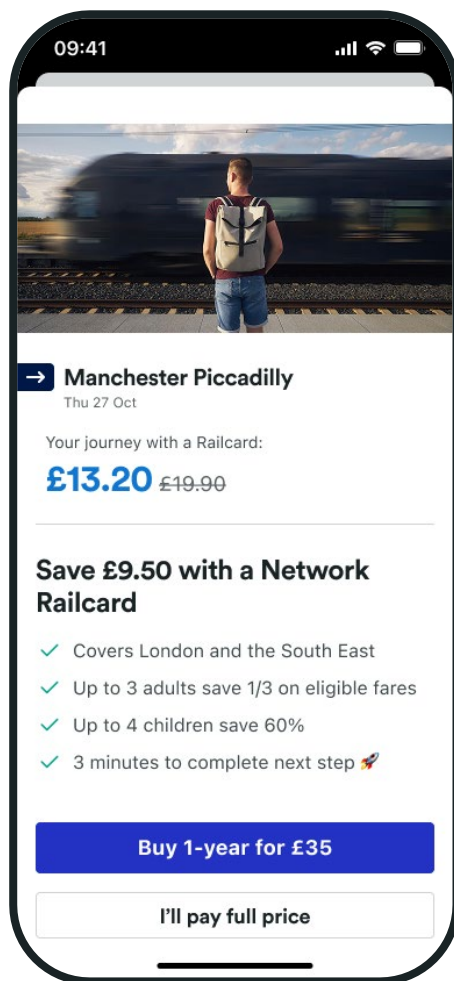 09:41
→ Manchester Piccadilly
Thu 27 Oct
Your journey with a Railcard:
£13.20 £19.90
Save £9.50 with a Network
Railcard
Covers London and the South East
Up to 3 adults save 1/3 on eligible fares
Up to 4 children save 60%
3 minutes to complete next step 🚀
Buy 1-year for £35
I’ll pay full price